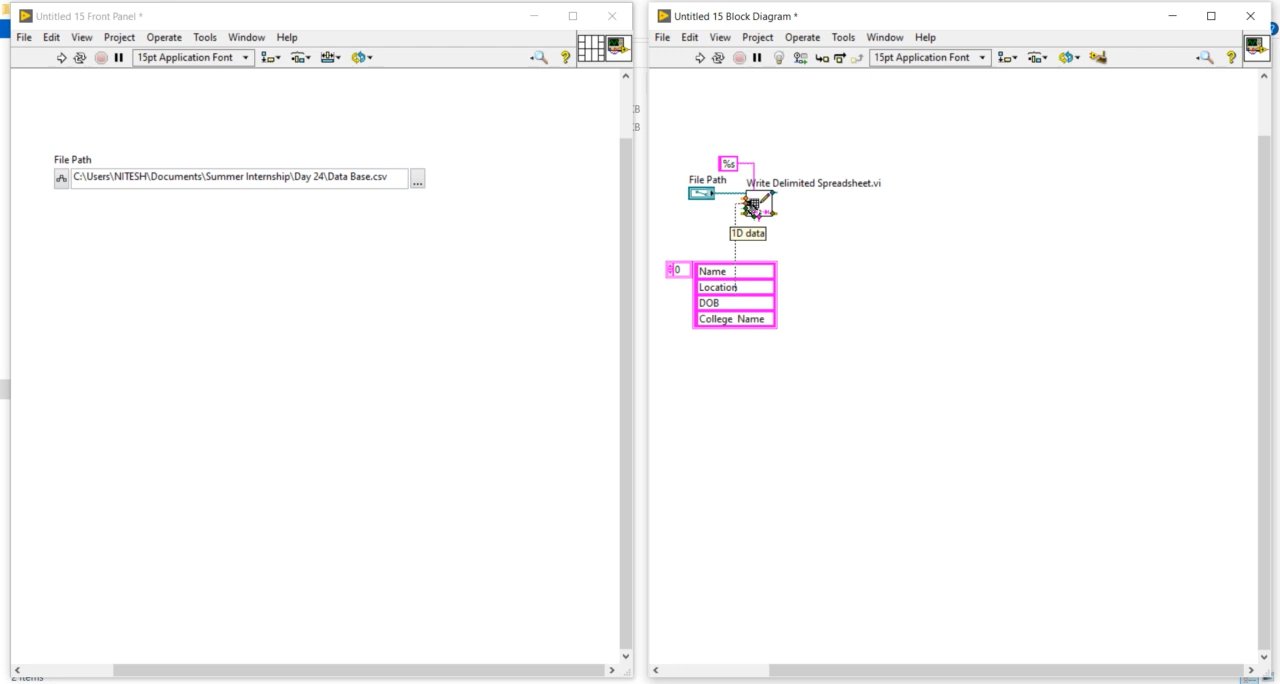 Untitled 15 Front Panel *
File Edit View Project Operate Tools Window Help
15pt Application Font
File Path
C:\Users\NITESH\Documents\Summer Internship\Day 24\Data Base.csv
...
2 items
Untitled 15 Block Diagram *
File Edit View Project Operate Tools Window Help
15pt Application Font
%s
File Path
Write Delimited Spreadsheet.vi
1D data
0
Name
Location
DOB
College Name